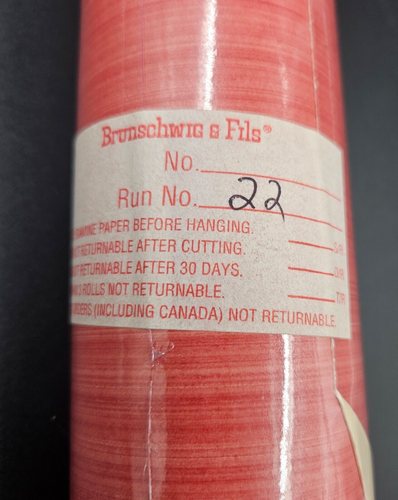 Brunschwig & Fils®
No.
Run No. 22
PAPER BEFORE HANGING.
RETURNABLE AFTER CUTTING.
RETURNABLE AFTER 30 DAYS.
ROLLS NOT RETURNABLE.
(INCLUDING CANADA) NOT RETURNABLE.